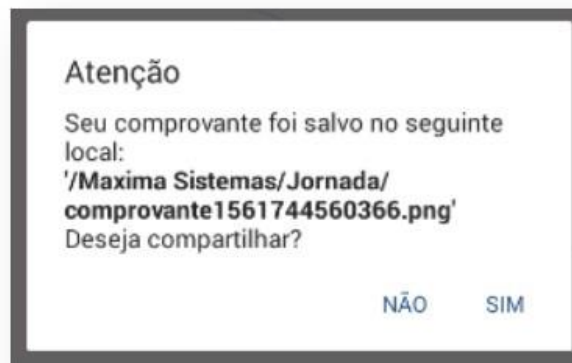 Atenção
Seu comprovante foi salvo no seguinte
local:
'/Maxima Sistemas/Jornada/
comprovante1561744560366.png'
Deseja compartilhar?
NÃO SIM